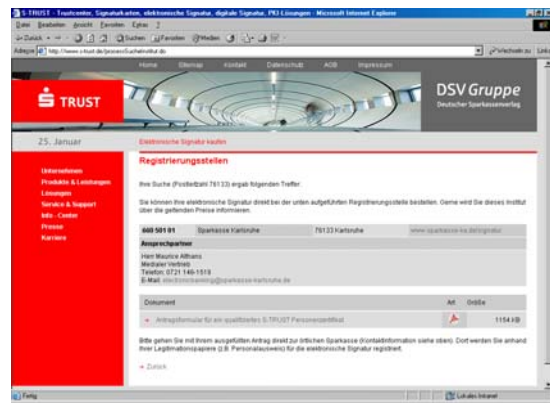 S-TRUST - Trustcenter, Signaturkarten, elektronische Signatur, digitale Signatur, PKI-Lösungen - Microsoft Internet Explorer
Datei Bearbeiten Ansicht Favoriten Extras ?
Zurück Suchen Favoriten Medien
Adresse Wechseln zu Links
Home Sitemap Kontakt Datenschutz AGB Impressum
S TRUST
DSV Gruppe
Deutscher Sparkassenverlag
25. Januar
Elektronische Signatur kaufen
Unternehmen
Produkte & Leistungen
Lösungen
Service & Support
Info - Center
Presse
Karriere
Registrierungsstellen
Ihre Suche (Postleitzahl 76133) ergab folgenden Treffer.
Sie können Ihre elektronische Signatur direkt bei der unten aufgeführten Registrierungsstelle bestellen. Gerne wird Sie dieses Institut
über die geltenden Preise informieren.
660 501 01 Sparkasse Karlsruhe 76133 Karlsruhe www.sparkasse-ka.de/signatur
Ansprechpartner
Herr Maurice Althans
Medialer Vertrieb
Telefon: 0721 146-1519
E-Mail: electronicbanking@sparkasse-karlsruhe.de
Dokument Art Größe
Antragsformular für ein qualifiziertes S-TRUST Personenzertifikat 1154 kB
Bitte gehen Sie mit Ihrem ausgefüllten Antrag direkt zur örtlichen Sparkasse (Kontaktinformation siehe oben). Dort werden Sie anhand
Ihrer Legitimationspapiere (z.B. Personalausweis) für die elektronische Signatur registriert.
Zurück
Fertig Lokales Intranet